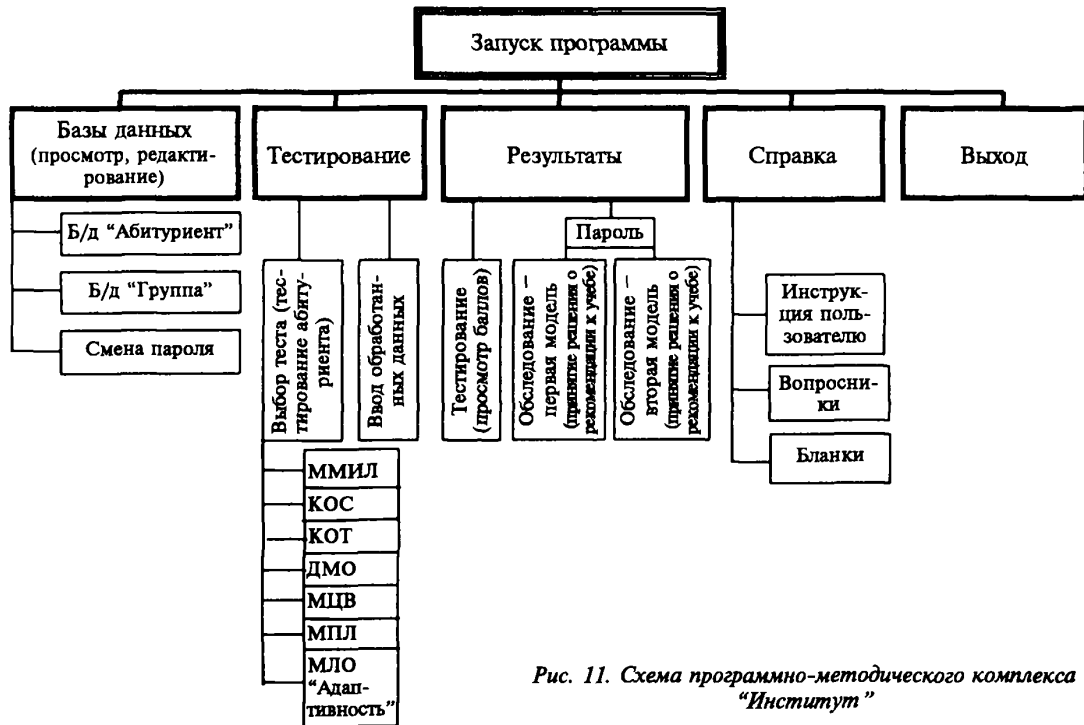 Запуск программы
Базы данных
(просмотр, редакти-
рование)
Тестирование
Результаты
Справка
Выход
Б/д “Абитуриент”
Б/д “Группа”
Смена пароля
Выбор теста (тес-
тирование абиту-
риента)
Ввод обработан-
ных данных
ММИЛ
КОС
КОТ
ДМО
МЦВ
МПЛ
МЛО
“Адап-
тивность”
Тестирование
(просмотр баллов)
Пароль
Обследование —
первая модель
(принятие решения о
рекомендации к учебе)
Обследование —
вторая модель
(принятие решения о
рекомендации к учебе)
Инструк-
ция поль-
зователю
Вопросни-
ки
Бланки
Рис. 11. Схема программно-методического комплекса
“Институт”